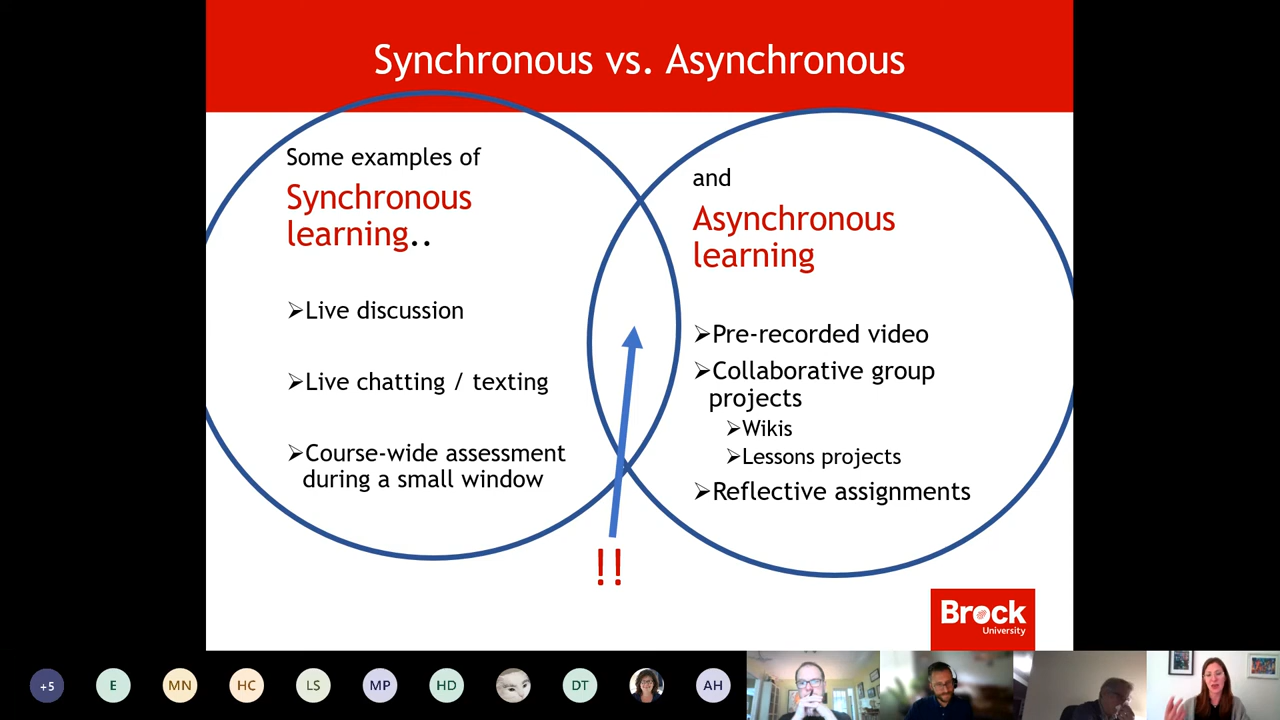 Synchronous vs. Asynchronous
Some examples of
Synchronous
learning..
➢Live discussion
➢Live chatting / texting
➢Course-wide assessment
during a small window
and
Asynchronous
learning
➢Pre-recorded video
➢Collaborative group
projects
➢Wikis
➢Lessons projects
➢Reflective assignments
!!
Brock
University
+5
E
MN
HC
LS
MP
HD
DT
AH